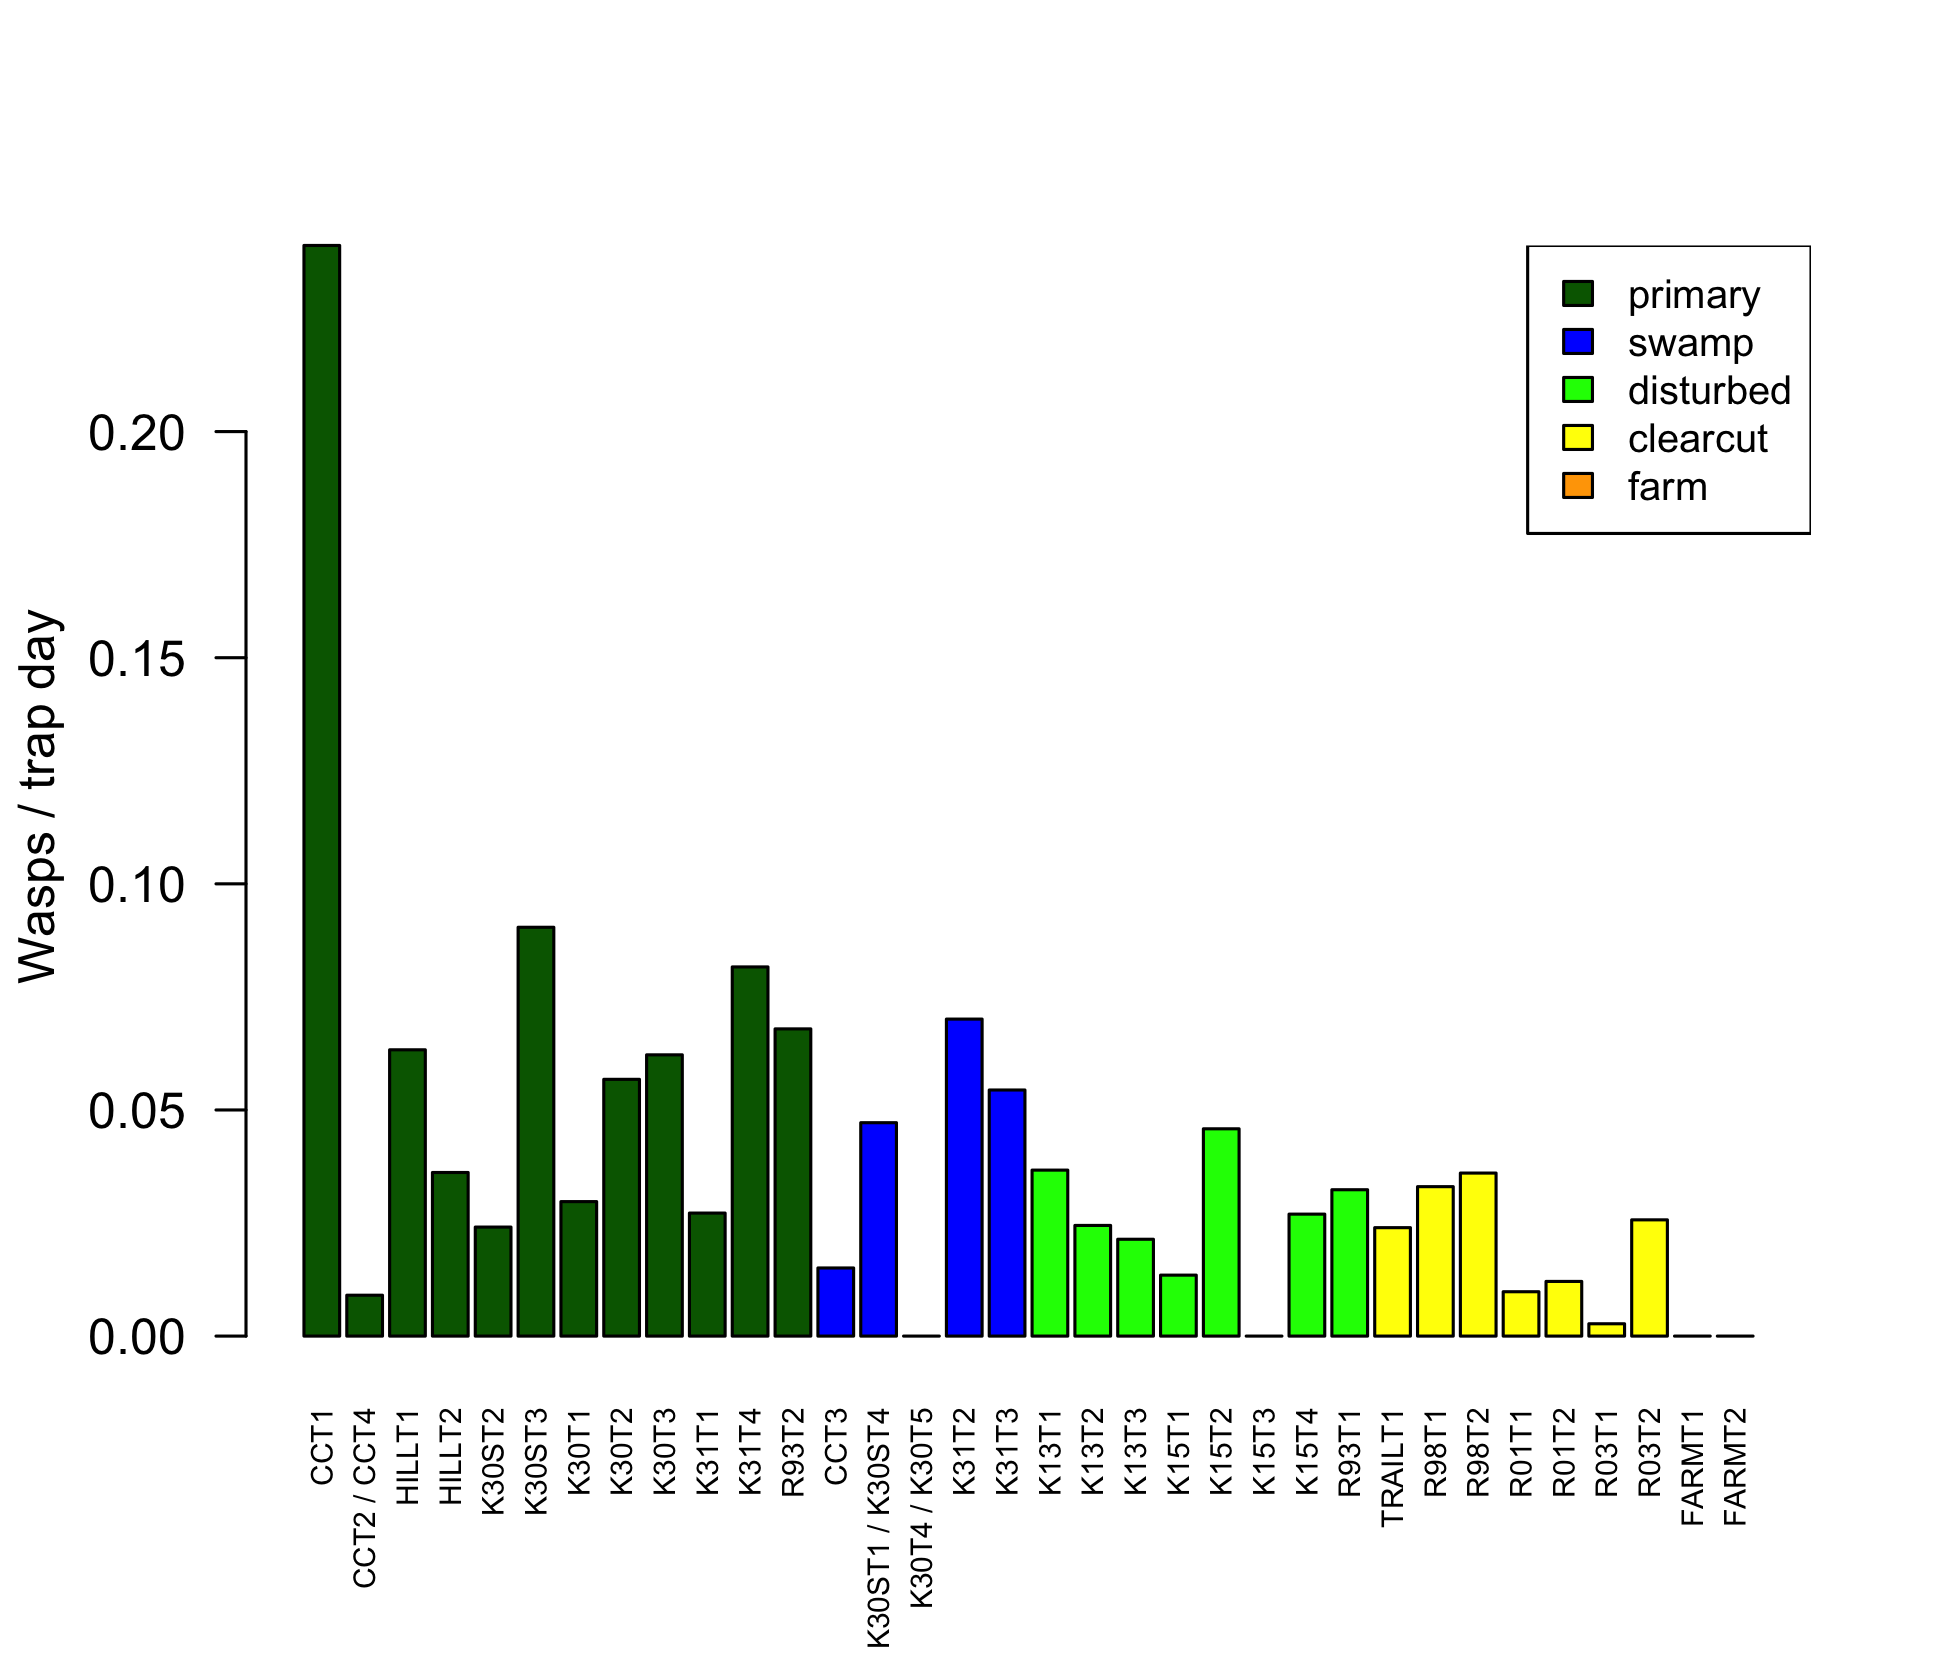 Wasps / trap day
0.20
0.15
0.10
0.05
0.00
primary
swamp
disturbed
clearcut
farm
CCT1
CCT2 / CCT4
HILLT1
HILLT2
K30ST2
K30ST3
K30T1
K30T2
K30T3
K31T1
K31T4
R93T2
CCT3
K30ST1 / K30ST4
K30T4 / K30T5
K31T2
K31T3
K13T1
K13T2
K13T3
K15T1
K15T2
K15T3
K15T4
R93T1
TRAILT1
R98T1
R98T2
R01T1
R01T2
R03T1
R03T2
FARMT1
FARMT2